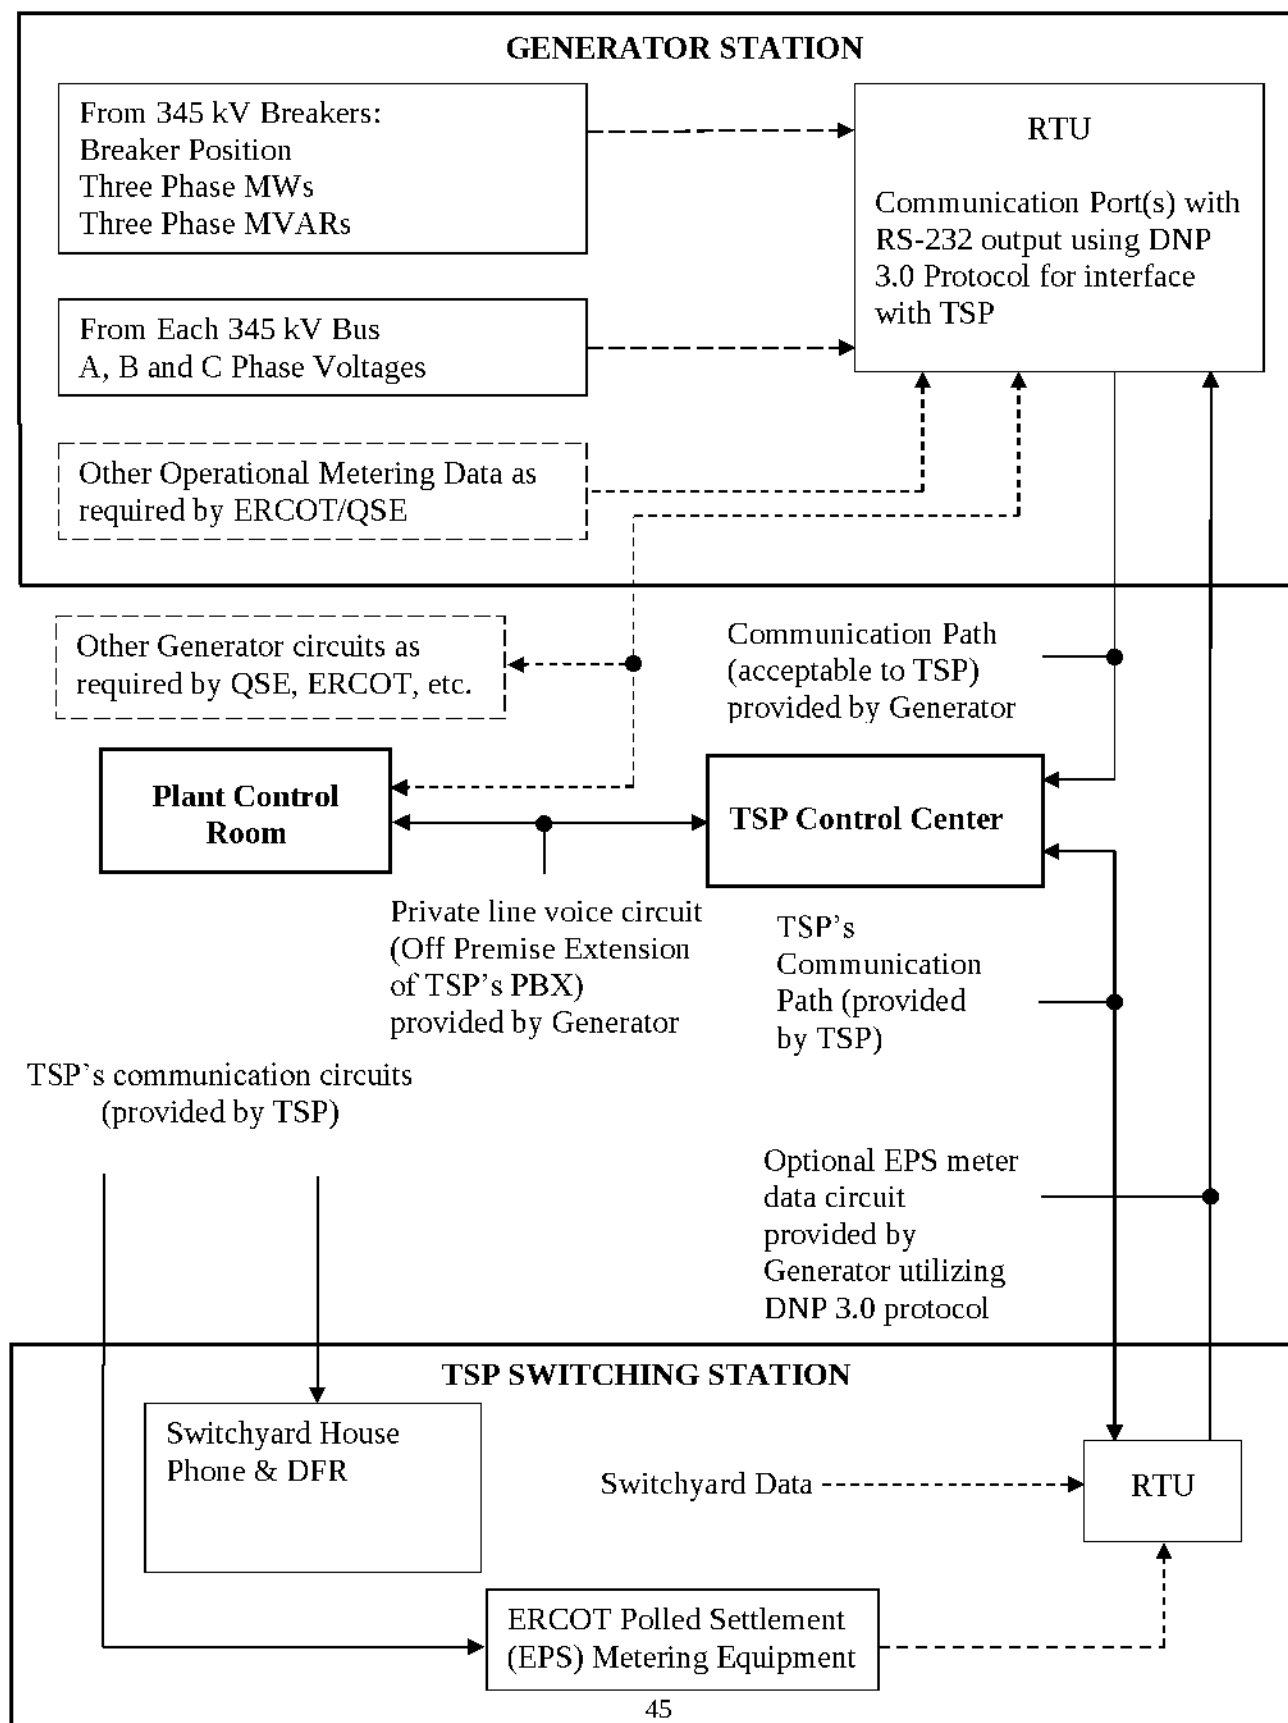 GENERATOR STATION
From 345 kV Breakers:
Breaker Position
Three Phase MWs
Three Phase MVARs
RTU
Communication Port(s) with
RS-232 output using DNP
3.0 Protocol for interface
with TSP
From Each 345 kV Bus
A, B and C Phase Voltages
Other Operational Metering Data as
required by ERCOT/QSE
Other Generator circuits as
required by QSE, ERCOT, etc.
Communication Path
(acceptable to TSP)
provided by Generator
Plant Control
Room
TSP Control Center
Private line voice circuit
(Off Premise Extension
of TSP’s PBX)
provided by Generator
TSP’s
Communication
Path (provided
by TSP)
TSP’s communication circuits
(provided by TSP)
Optional EPS meter
data circuit
provided by
Generator utilizing
DNP 3.0 protocol
TSP SWITCHING STATION
Switchyard House
Phone & DFR
Switchyard Data
RTU
ERCOT Polled Settlement
(EPS) Metering Equipment
45